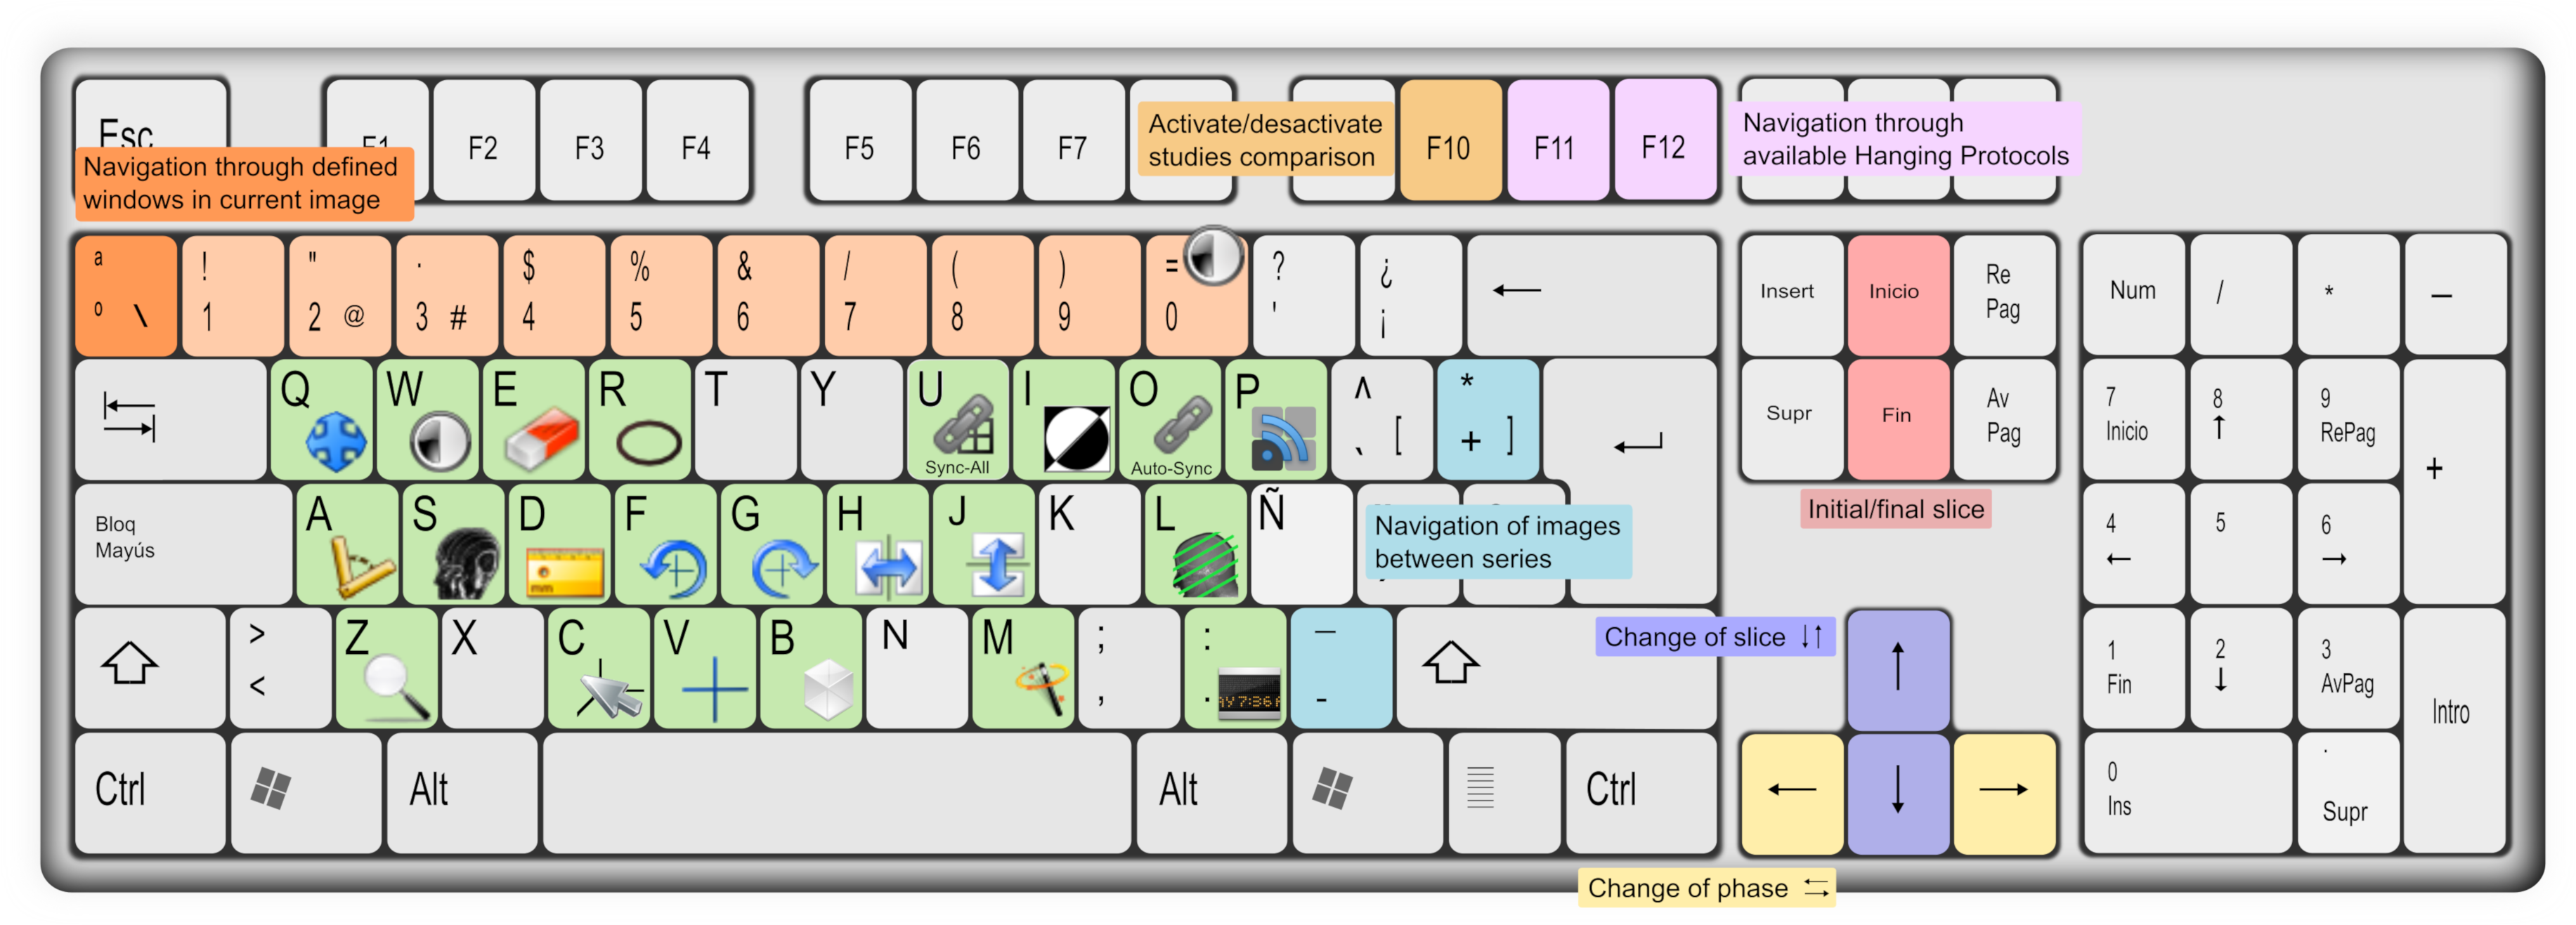 Esc
F1
F2
F3
F4
F5
F6
F7
Activate/desactivate
studies comparison
F10
F11
F12
Navigation through
available Hanging Protocols
Navigation through defined
windows in current image
a
º \
!
1
"
2 @
·
3 #
$
4
%
5
&
6
/
7
(
8
)
9
=
0
?
'
¿
¡
Insert
Inicio
Re
Pag
Num
/
*
–
Q
W
E
R
T
Y
U
Sync-All
I
O
Auto-Sync
P
^
` [
*
+ ]
Supr
Fin
Av
Pag
7
Inicio
8
↑
9
RePag
+
Initial/final slice
Bloq
Mayús
A
S
D
mm
F
G
H
J
K
L
Ñ
Navigation of images
between series
4
←
5
6
→
>
<
Z
X
C
V
B
N
M
;
,
:
.
–
-
Change of slice ↓↑
↑
1
Fin
2
↓
3
AvPag
Intro
Ctrl
Alt
Alt
Ctrl
←
↓
→
0
Ins
.
Supr
Change of phase ⇆